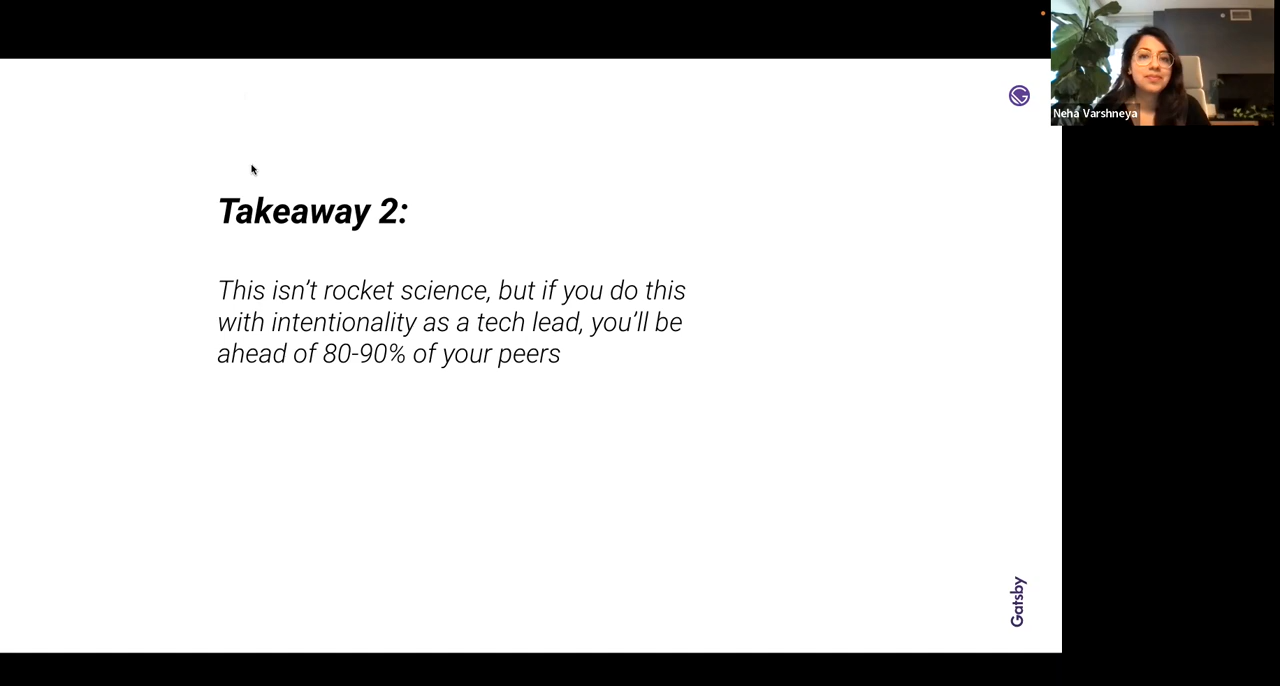 Neha Varshneya
Takeaway 2:
This isn’t rocket science, but if you do this
with intentionality as a tech lead, you’ll be
ahead of 80-90% of your peers
Gatsby